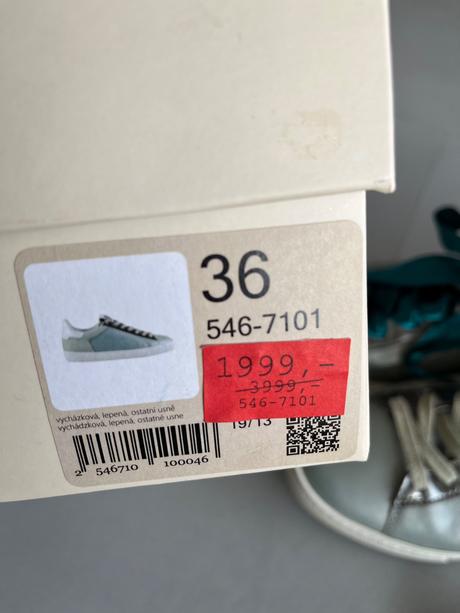 36
546-7101
1999,-
3999,-
546-7101
vycházková, lepená, ostatní usně
vychádzková, lepená, ostatné usne
19/13
2 546710 100046